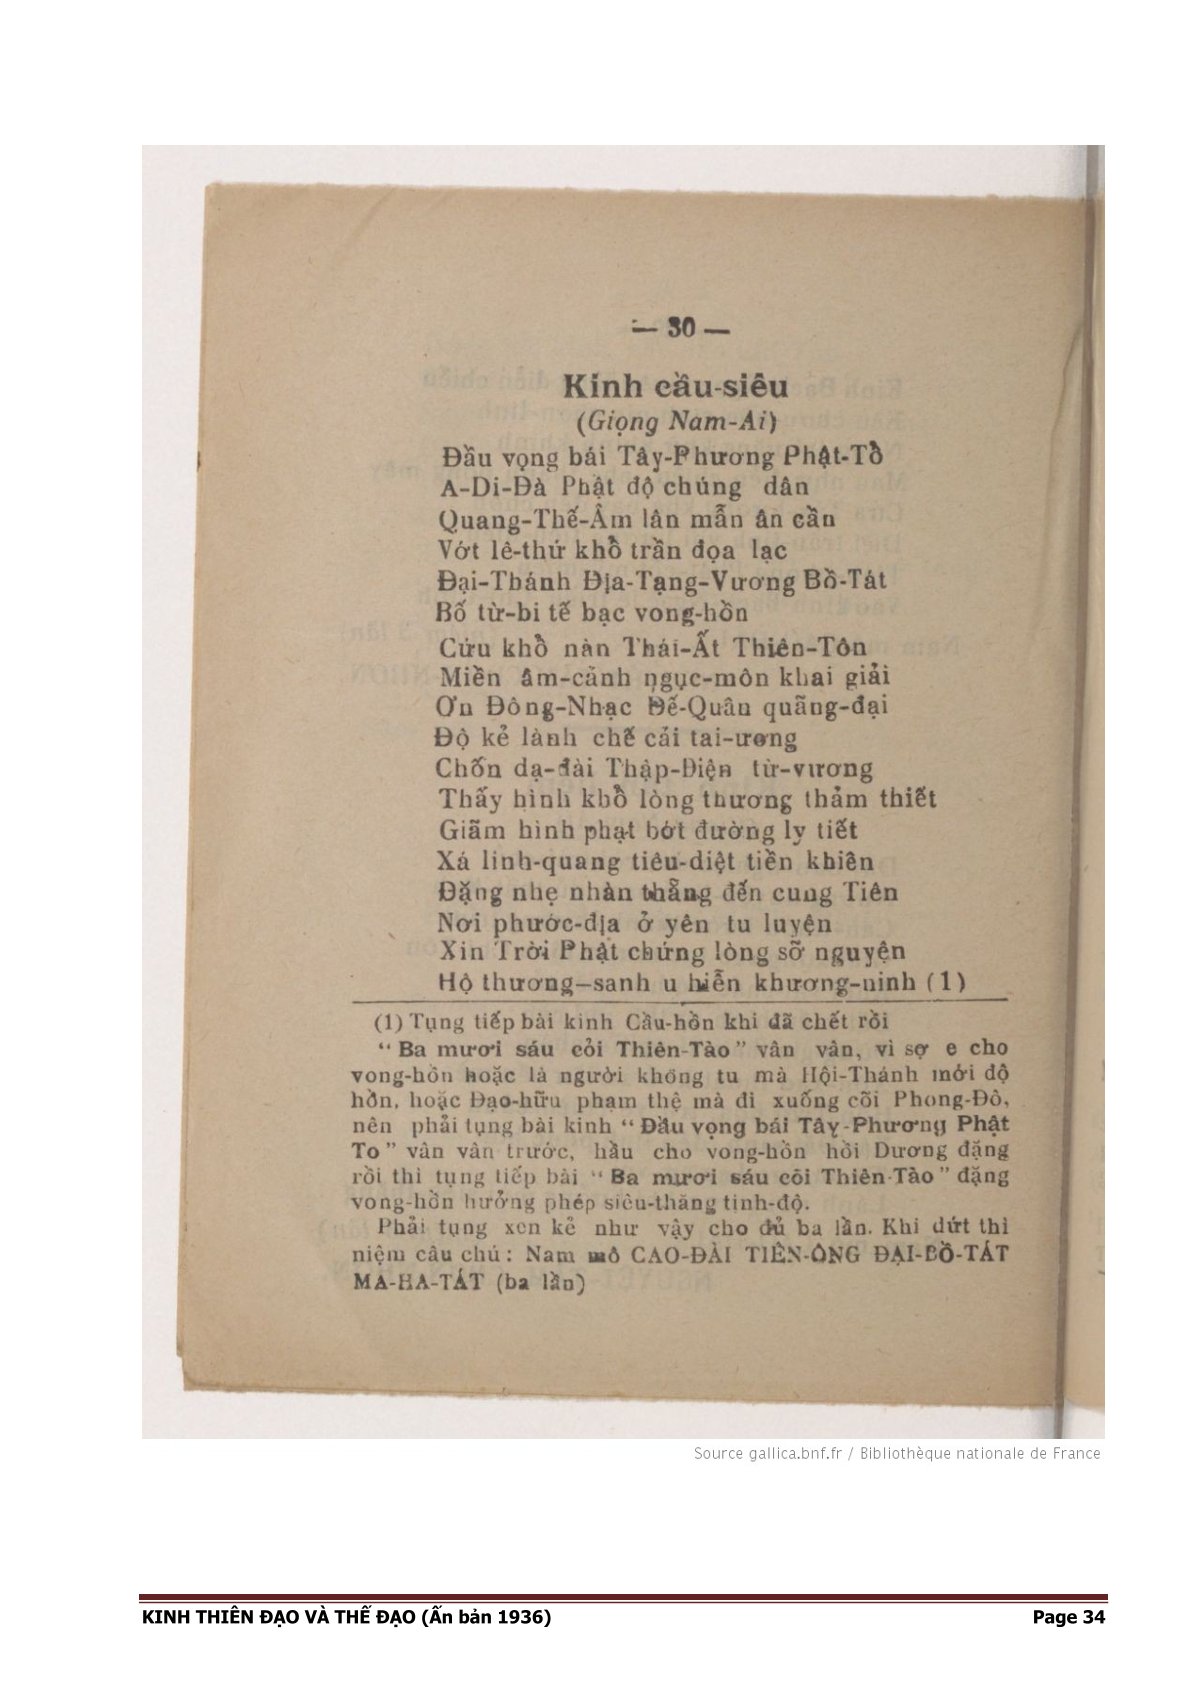 — 30 —
Kinh cầu-siêu
(Giọng Nam-Ai)
Đầu vọng bái Tây-Phương Phật-Tổ
A-Di-Đà Phật độ chúng dân
Quang-Thế-Âm lân mẫn ân cần
Vớt lê-thứ khổ trần đọa lạc
Đại-Thánh Địa-Tạng-Vương Bồ-Tát
Bố từ-bi tế bạc vong-hồn
Cứu khổ nàn Thái-Ất Thiên-Tôn
Miền âm-cảnh ngục-môn khai giải
Ơn Đông-Nhạc Đế-Quân quãng-đại
Độ kẻ lành chế cải tai-ương
Chốn dạ-đài Thập-Điện từ-vương
Thấy hình khổ lòng thương thảm thiết
Giãm hình phạt bớt đường ly tiết
Xá linh-quang tiêu-diệt tiền khiên
Đặng nhẹ nhàn thẵng đến cung Tiên
Nơi phước-địa ở yên tu luyện
Xin Trời Phật chứng lòng sỡ nguyện
Hộ thương-sanh u hiễn khương-ninh (1)
(1) Tụng tiếp bài kinh Cầu-hồn khi đã chết rồi
“ Ba mươi sáu cỏi Thiên-Tào ” vân vân, vì sợ e cho
vong-hồn hoặc là người không tu mà Hội-Thánh mới độ
hồn, hoặc Đạo-hữu phạm thệ mà đi xuống cõi Phong-Đô,
nên phải tụng bài kinh “ Đầu vọng bái Tây-Phương Phật
To ” vân vân trước, hầu cho vong-hồn hồi Dương đặng
rồi thì tụng tiếp bài “ Ba mươi sáu cõi Thiên-Tào ” đặng
vong-hồn hưởng phép siêu-thăng tịnh-độ.
Phải tụng xen kẻ như vậy cho đủ ba lần. Khi dứt thì
niệm câu chú : Nam mô CAO-ĐÀI TIÊN-ÔNG ĐẠI-BỒ-TÁT
MA-HA-TÁT (ba lần)
Source gallica.bnf.fr / Bibliothèque nationale de France
KINH THIÊN ĐẠO VÀ THẾ ĐẠO (Ấn bản 1936) Page 34